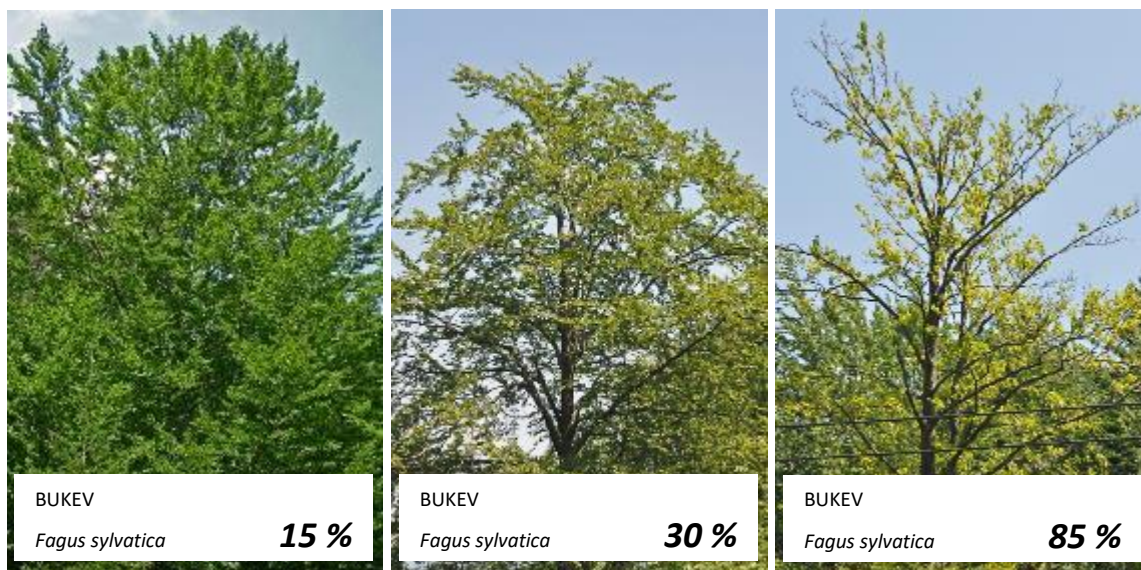 BUKEV
Fagus sylvatica 15 %
BUKEV
Fagus sylvatica 30 %
BUKEV
Fagus sylvatica 85 %